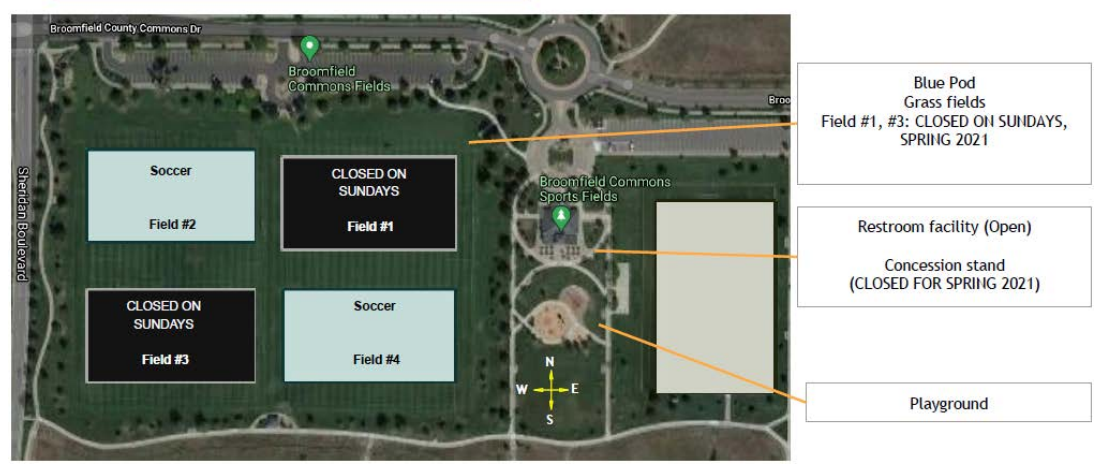 Broomfield County Commons Dr
Broomfield
Commons Fields
Broo
Sheridan Boulevard
Soccer
Field #2
CLOSED ON
SUNDAYS
Field #1
Broomfield Commons
Sports Fields
CLOSED ON
SUNDAYS
Field #3
Soccer
Field #4
N
W
E
S
Blue Pod
Grass fields
Field #1, #3: CLOSED ON SUNDAYS,
SPRING 2021
Restroom facility (Open)
Concession stand
(CLOSED FOR SPRING 2021)
Playground